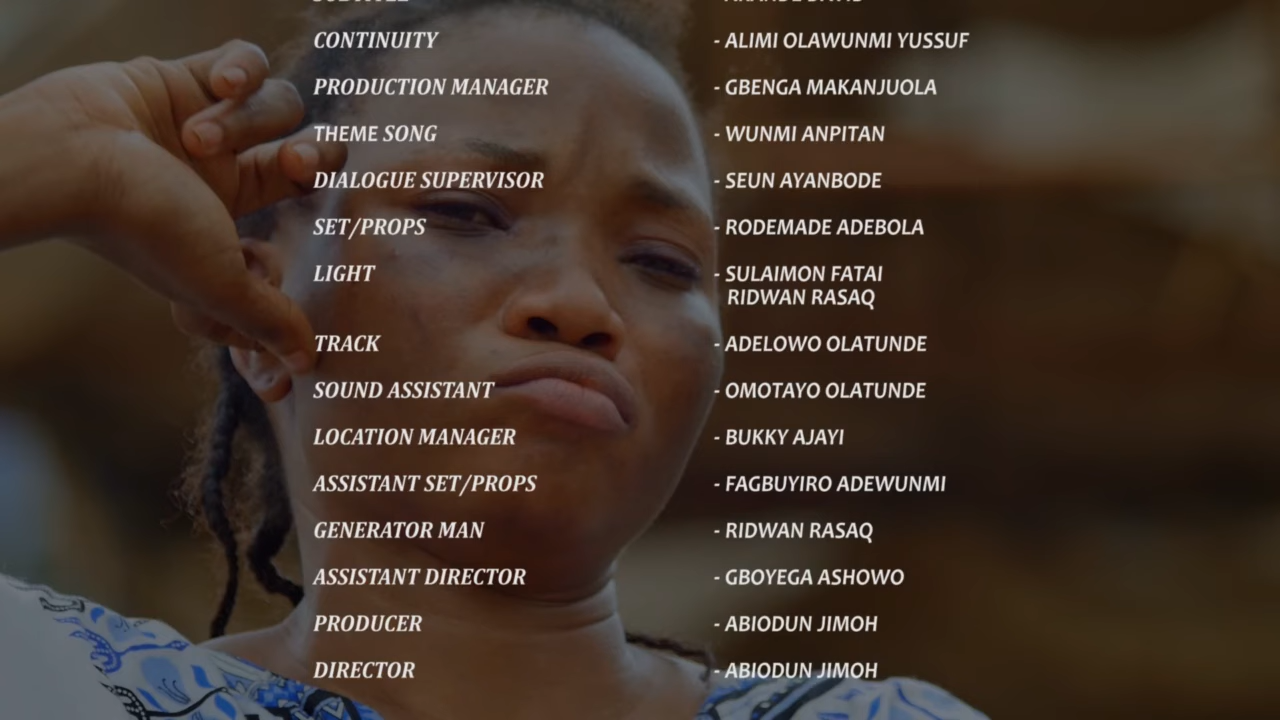 CONTINUITY - ALIMI OLAWUNMI YUSSUF
PRODUCTION MANAGER - GBENGA MAKANJUOLA
THEME SONG - WUNMI ANPITAN
DIALOGUE SUPERVISOR - SEUN AYANBODE
SET/PROPS - RODEMADE ADEBOLA
LIGHT - SULAIMON FATAI
RIDWAN RASAQ
TRACK - ADELOWO OLATUNDE
SOUND ASSISTANT - OMOTAYO OLATUNDE
LOCATION MANAGER - BUKKY AJAYI
ASSISTANT SET/PROPS - FAGBUYIRO ADEWUNMI
GENERATOR MAN - RIDWAN RASAQ
ASSISTANT DIRECTOR - GBOYEGA ASHOWO
PRODUCER - ABIODUN JIMOH
DIRECTOR - ABIODUN JIMOH